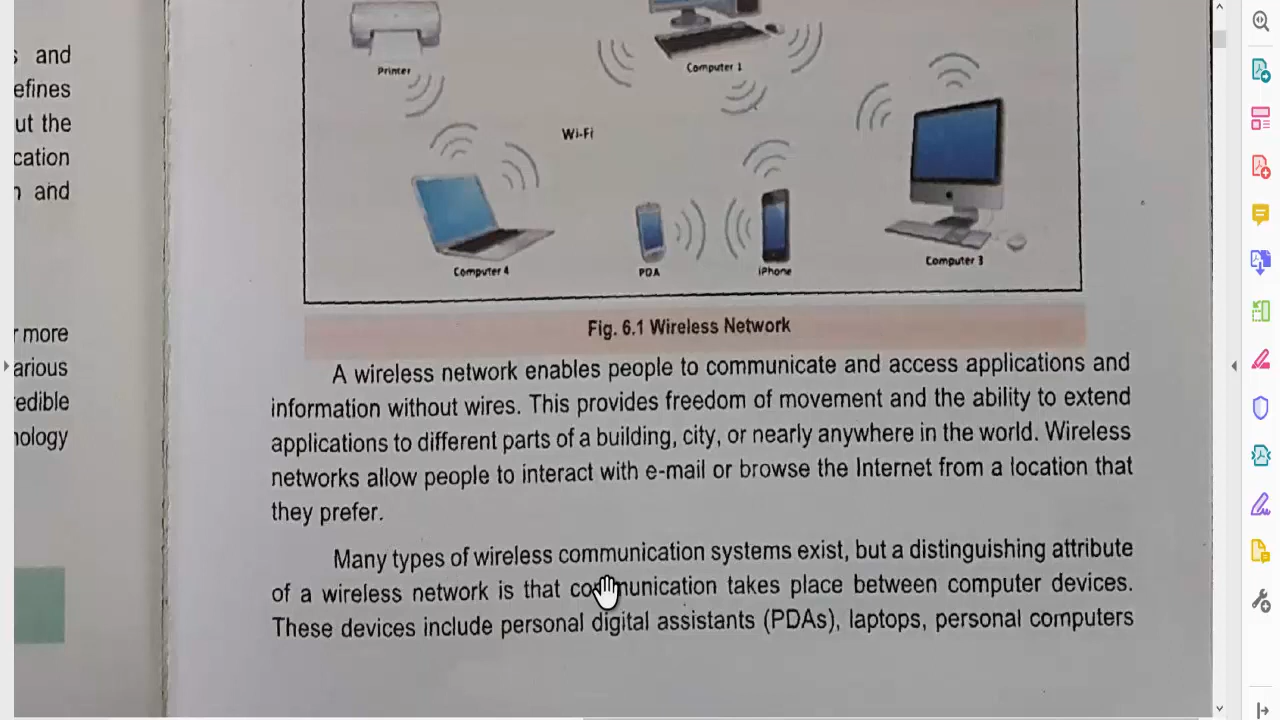 s and
efines
ut the
cation
n and
r more
arious
redible
nology
Printer
Computer 1
Wi-Fi
Computer 4
PDA
iPhone
Computer 3
Fig. 6.1 Wireless Network
A wireless network enables people to communicate and access applications and
information without wires. This provides freedom of movement and the ability to extend
applications to different parts of a building, city, or nearly anywhere in the world. Wireless
networks allow people to interact with e-mail or browse the Internet from a location that
they prefer.
Many types of wireless communication systems exist, but a distinguishing attribute
of a wireless network is that communication takes place between computer devices.
These devices include personal digital assistants (PDAs), laptops, personal computers